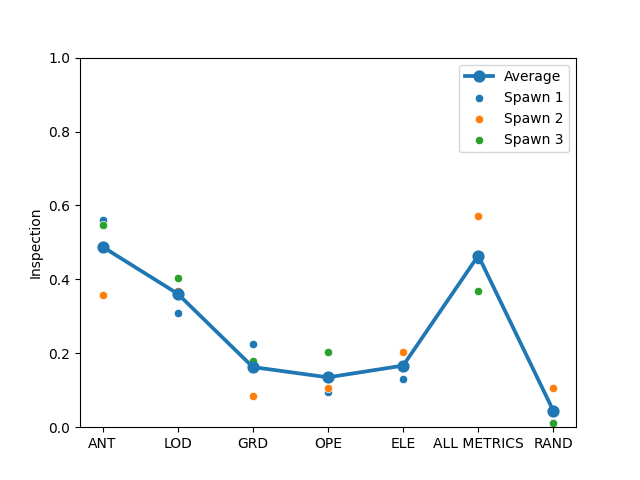 1.0
0.8
0.6
0.4
0.2
0.0
Inspection
Average
Spawn 1
Spawn 2
Spawn 3
ANT LOD GRD OPE ELE ALL METRICS RAND